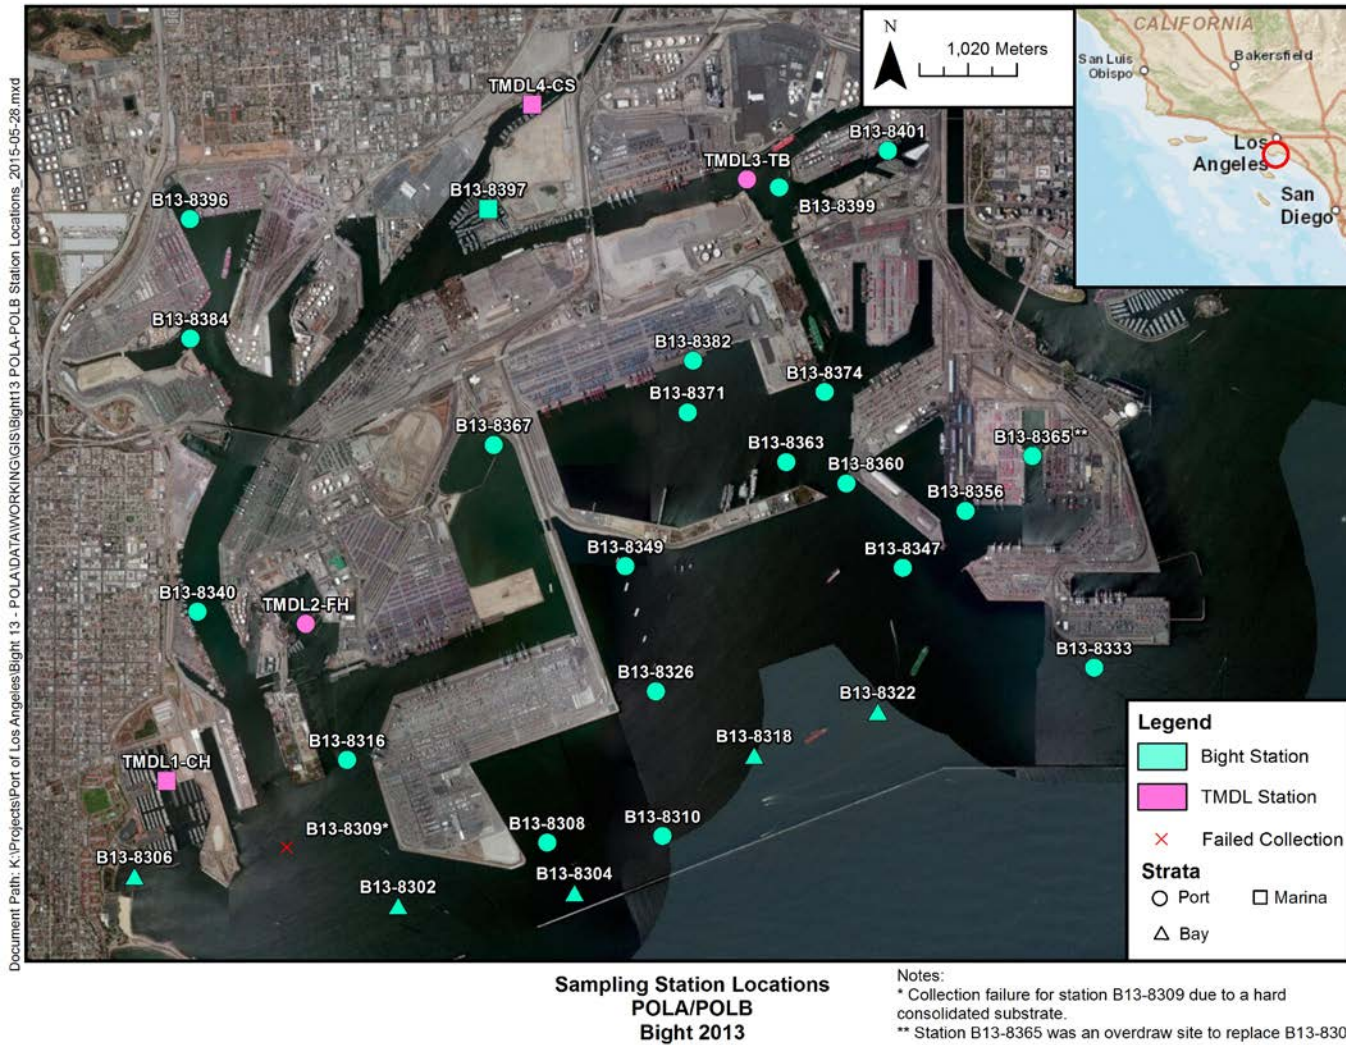 Document Path: K:\Projects\Port of Los Angeles\Bight 13 - POLA\DATA\WORKING\GIS\Bight13 POLA-POLB Station Locations_2015-05-28.mxd
N
1,020 Meters
CALIFORNIA
San Luis
Obispo
Bakersfield
Los
Angeles
San
Diego
TMDL4-CS
B13-8401
TMDL3-TB
B13-8396
B13-8397
B13-8399
B13-8384
B13-8382
B13-8374
B13-8371
B13-8367
B13-8363
B13-8365**
B13-8360
B13-8356
B13-8349
B13-8347
B13-8340
TMDL2-FH
B13-8333
B13-8326
B13-8322
B13-8318
B13-8316
TMDL1-CH
B13-8309*
B13-8308
B13-8310
B13-8306
B13-8304
B13-8302
Legend
Bight Station
TMDL Station
Failed Collection
Strata
Port
Marina
Bay
Sampling Station Locations
POLA/POLB
Bight 2013
Notes:
* Collection failure for station B13-8309 due to a hard
consolidated substrate.
** Station B13-8365 was an overdraw site to replace B13-830